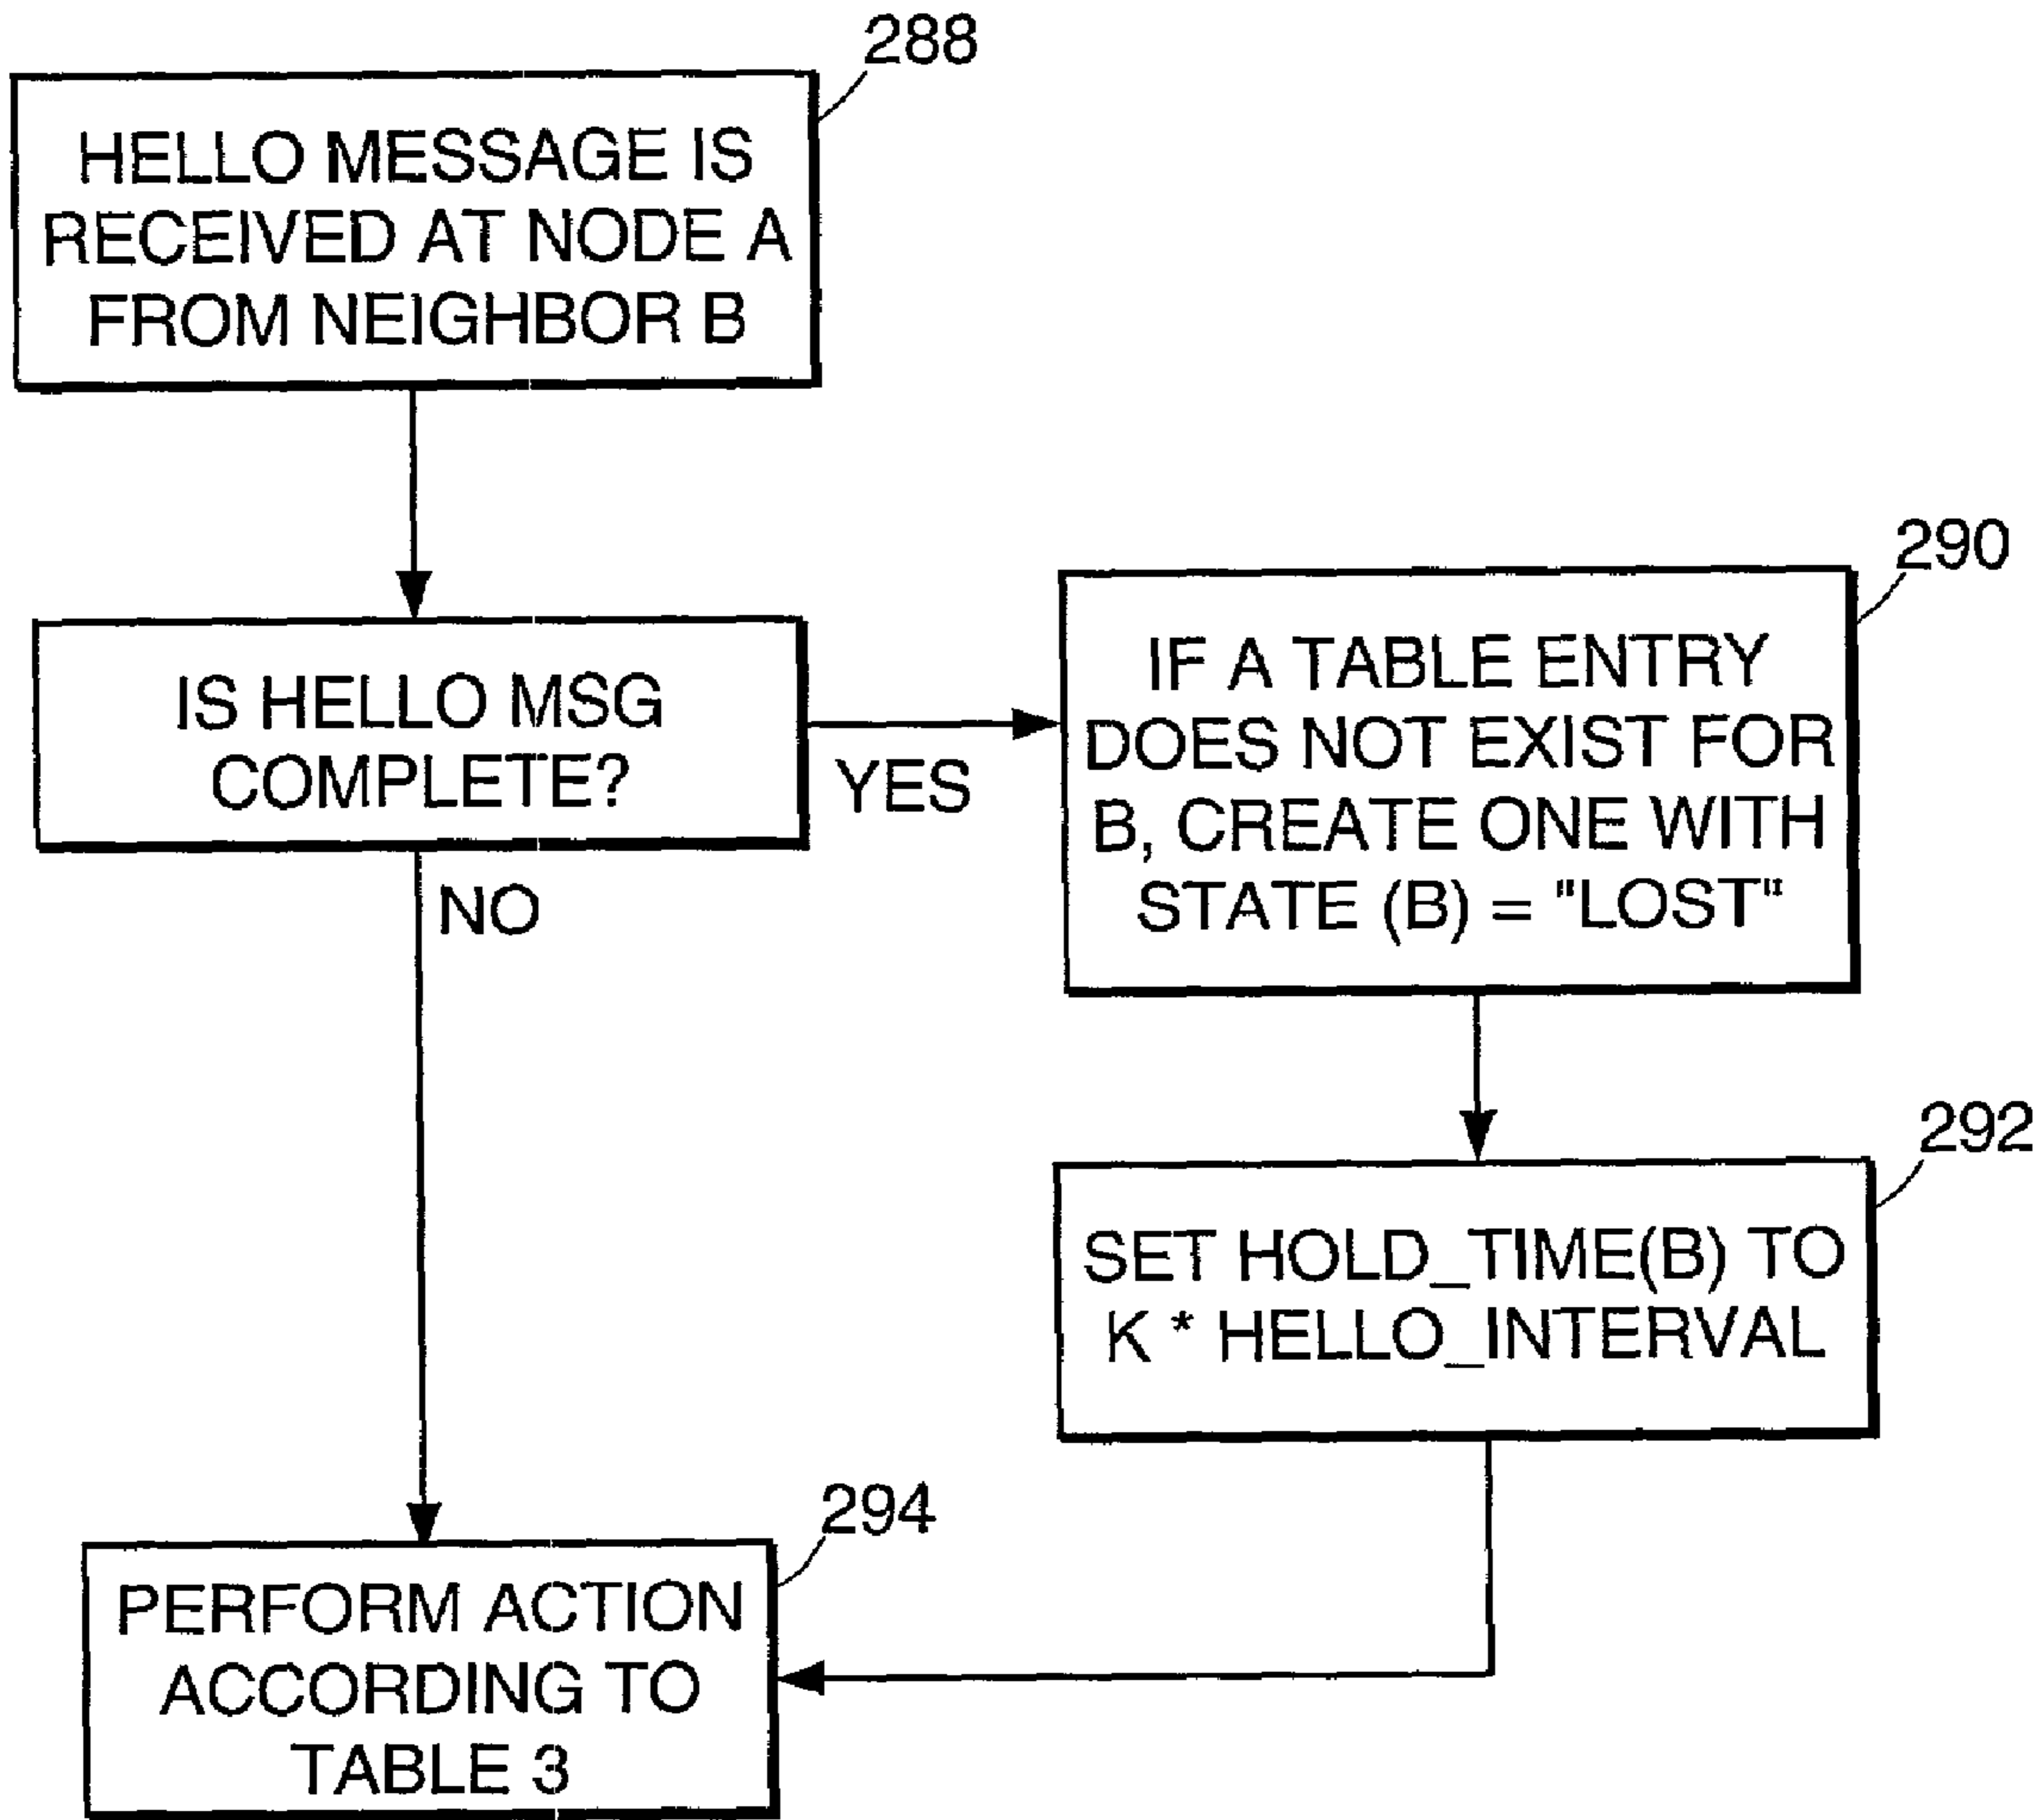 288
HELLO MESSAGE IS
RECEIVED AT NODE A
FROM NEIGHBOR B
IS HELLO MSG
COMPLETE?
YES
NO
290
IF A TABLE ENTRY
DOES NOT EXIST FOR
B, CREATE ONE WITH
STATE (B) = "LOST"
292
SET HOLD_TIME(B) TO
K * HELLO_INTERVAL
294
PERFORM ACTION
ACCORDING TO
TABLE 3